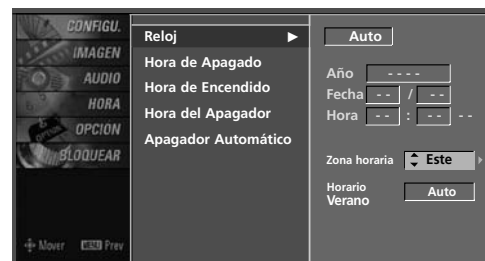 CONFIGU.
IMAGEN
AUDIO
HORA
OPCION
BLOQUEAR
Mover MENU Prev
Reloj ►
Hora de Apagado
Hora de Encendido
Hora del Apagador
Apagador Automático
Auto
Año - - - -
Fecha - - / - -
Hora - - : - - - -
Zona horaria Este
Horario
Verano Auto